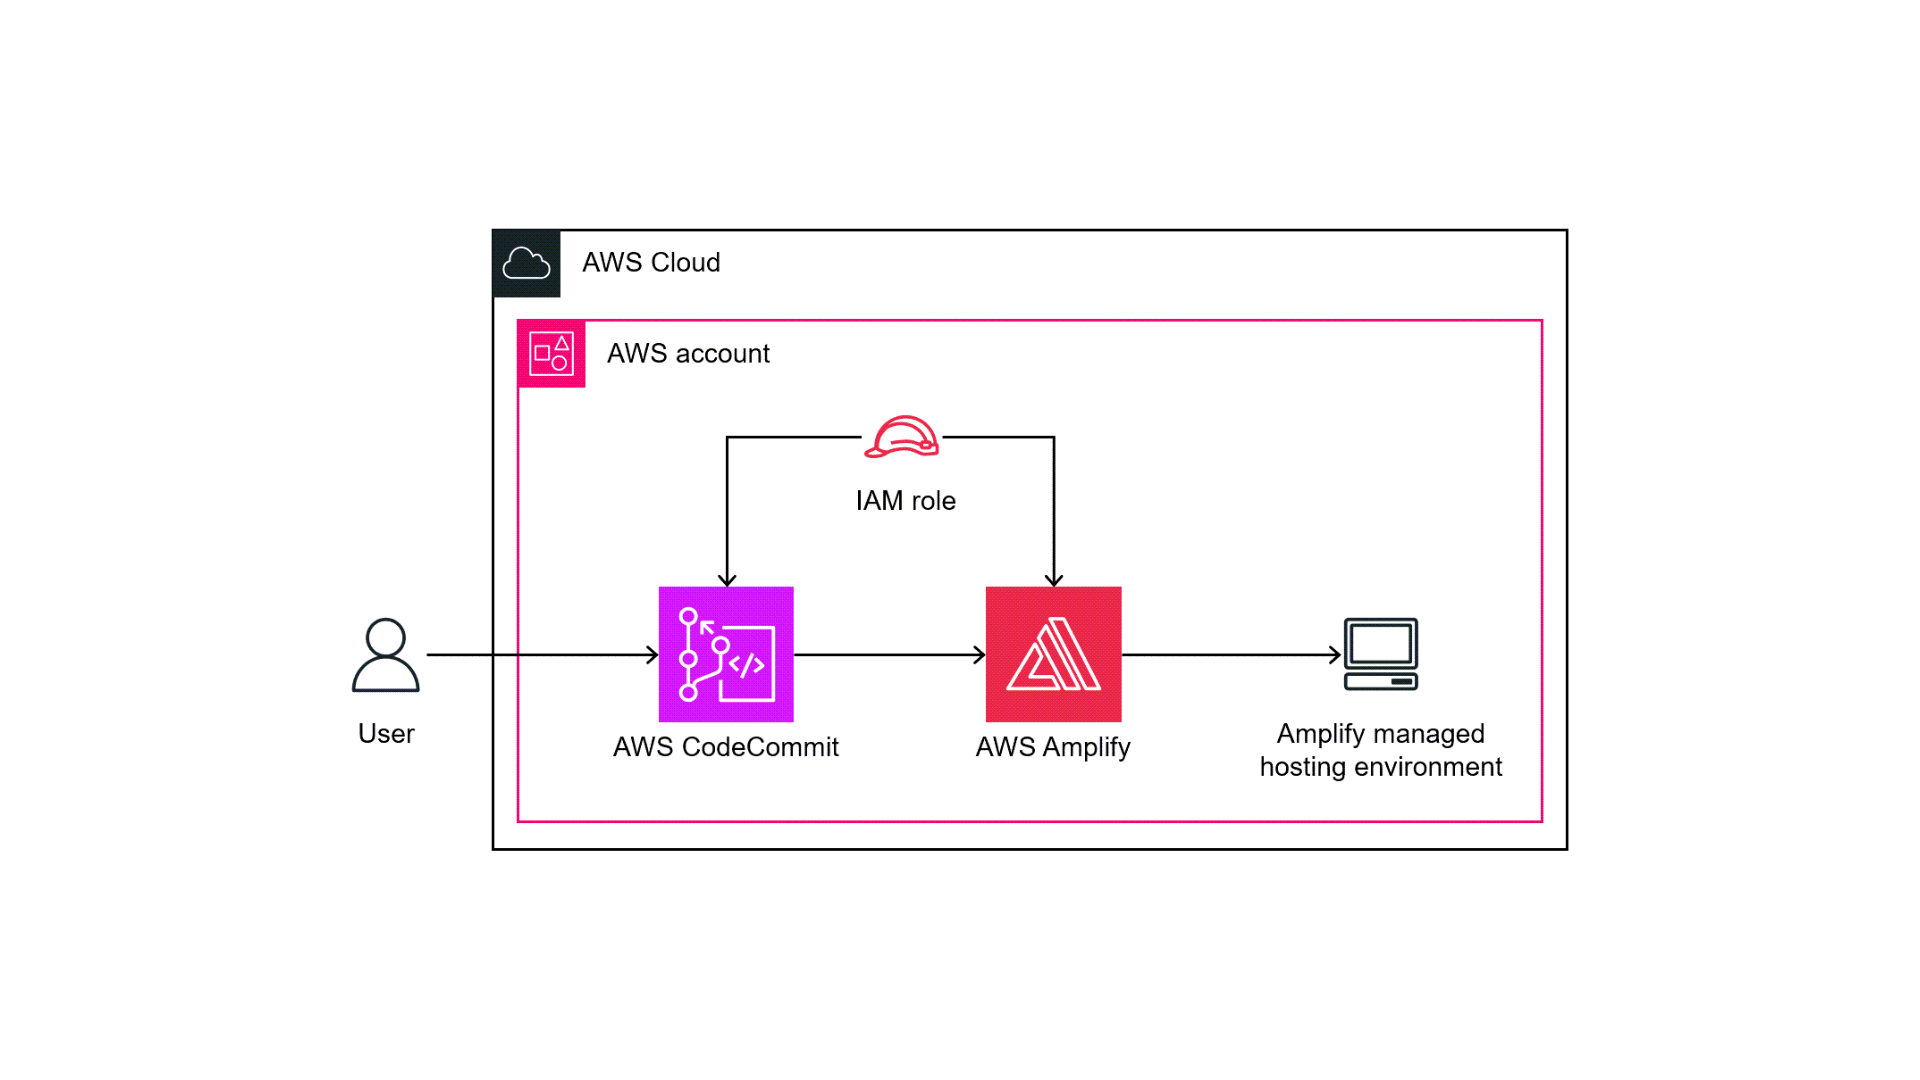 AWS Cloud
AWS account
IAM role
User
AWS CodeCommit
AWS Amplify
Amplify managed
hosting environment